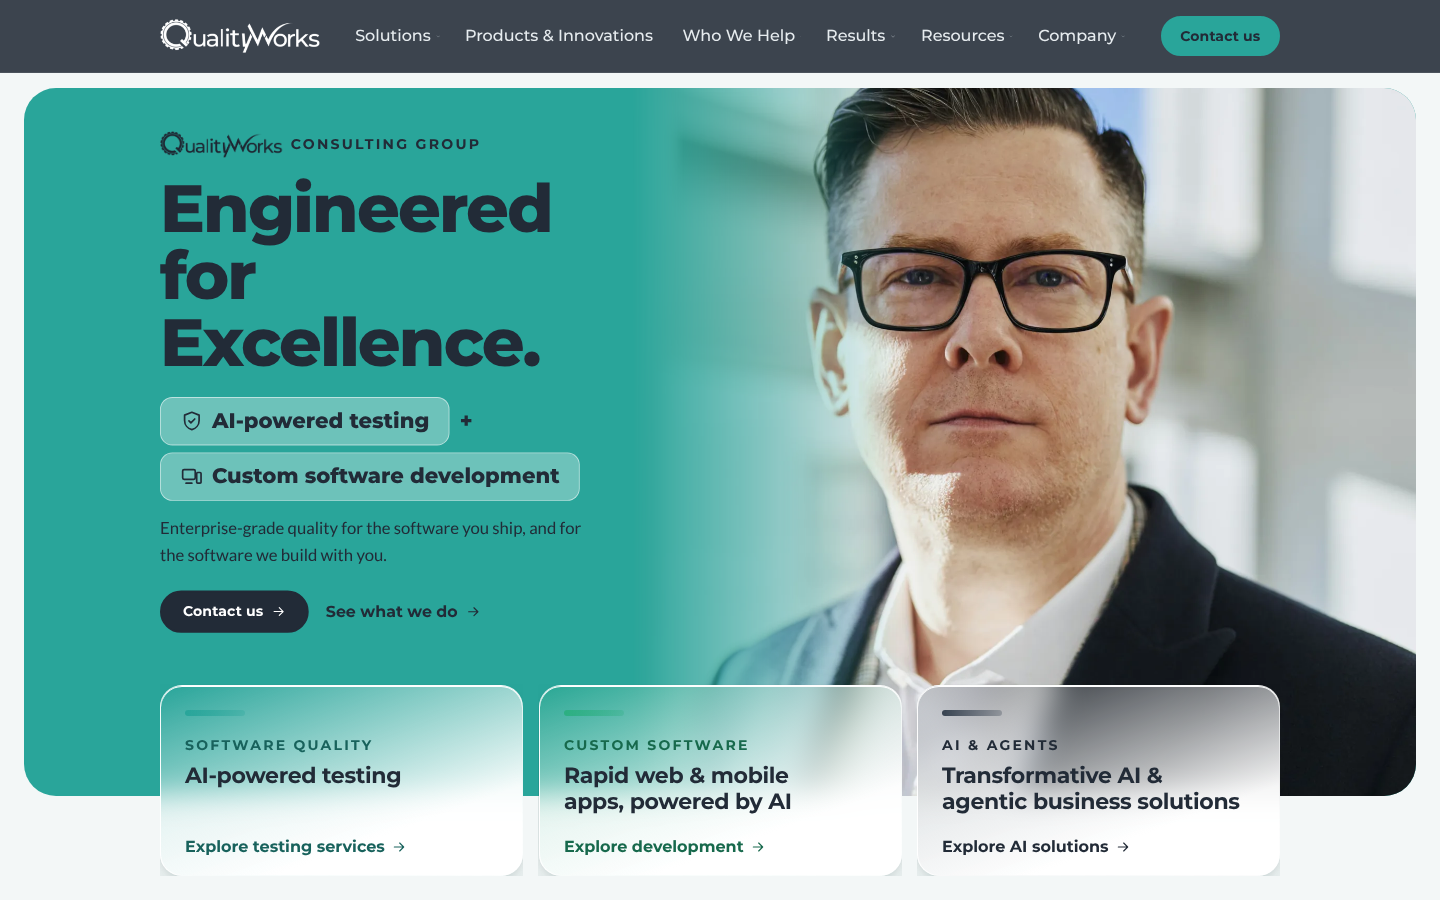 QualityWorks
Solutions
Products & Innovations
Who We Help
Results
Resources
Company
Contact us
QualityWorks CONSULTING GROUP
Engineered
for
Excellence.
AI-powered testing +
Custom software development
Enterprise-grade quality for the software you ship, and for
the software we build with you.
Contact us →
See what we do →
SOFTWARE QUALITY
AI-powered testing
Explore testing services →
CUSTOM SOFTWARE
Rapid web & mobile
apps, powered by AI
Explore development →
AI & AGENTS
Transformative AI &
agentic business solutions
Explore AI solutions →